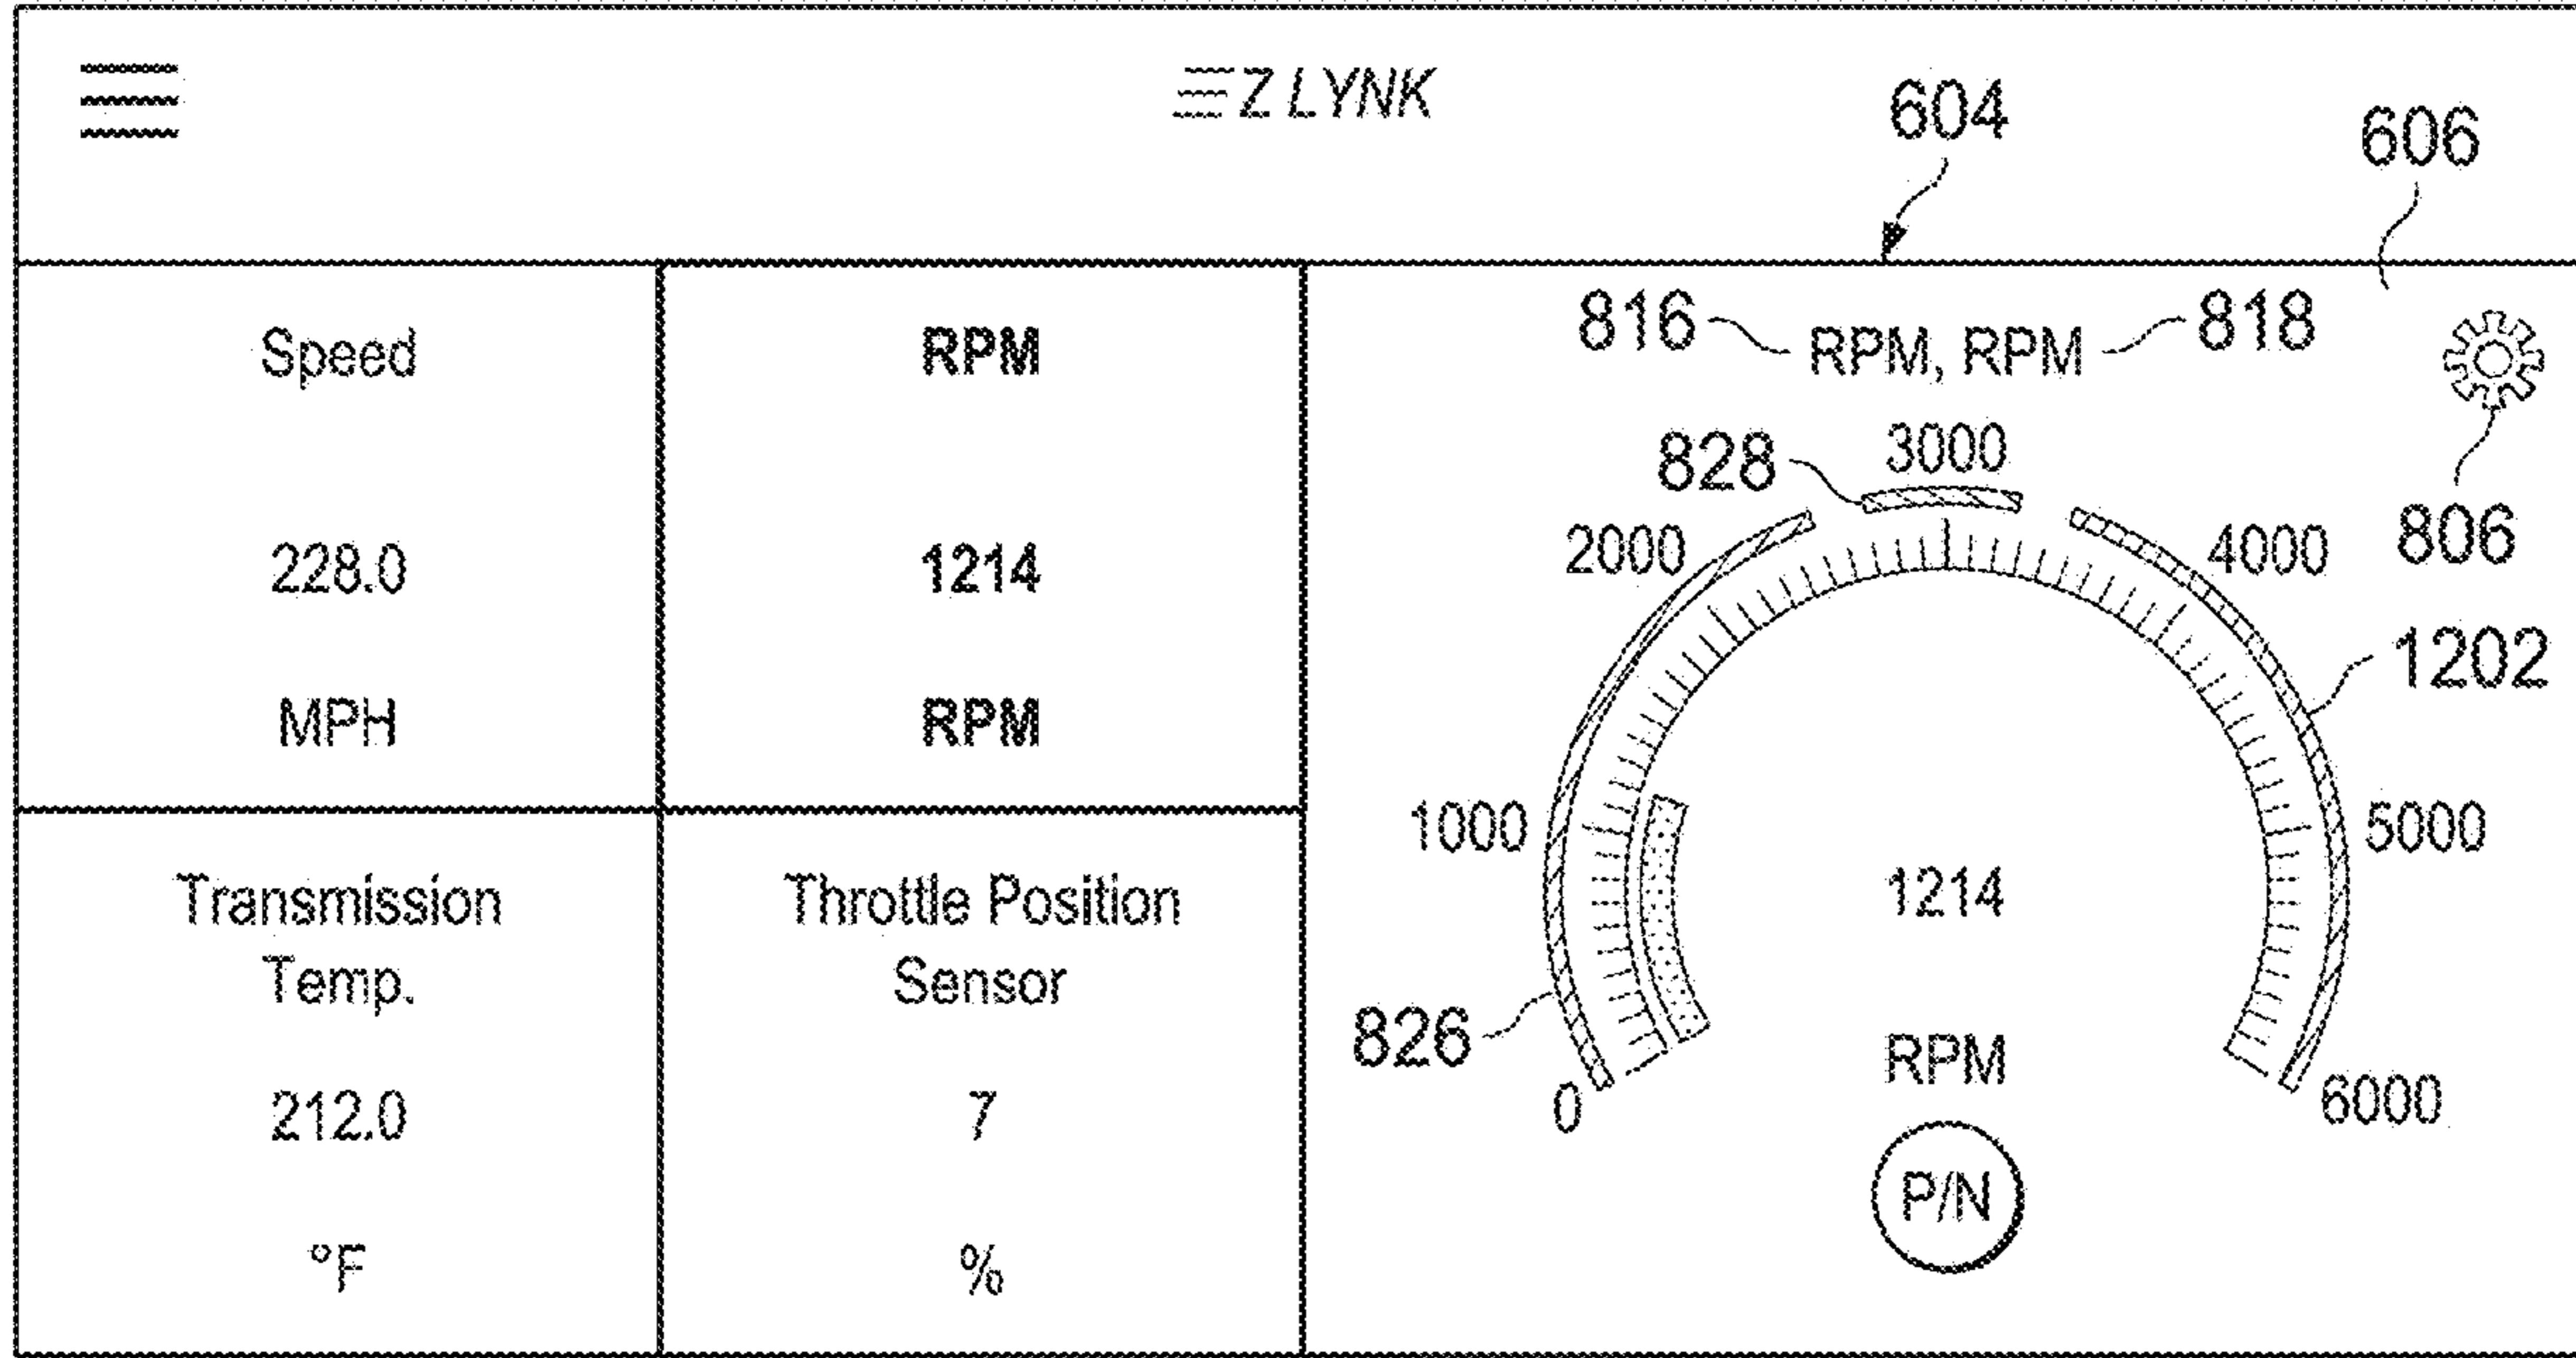 EZ LYNK
604
606
Speed
228.0
MPH
RPM
1214
RPM
Transmission
Temp.
212.0
°F
Throttle Position
Sensor
7
%
816 RPM, RPM 818
828 3000
806
2000 4000
1202
1000 5000
1214
826
RPM
0 6000
P/N